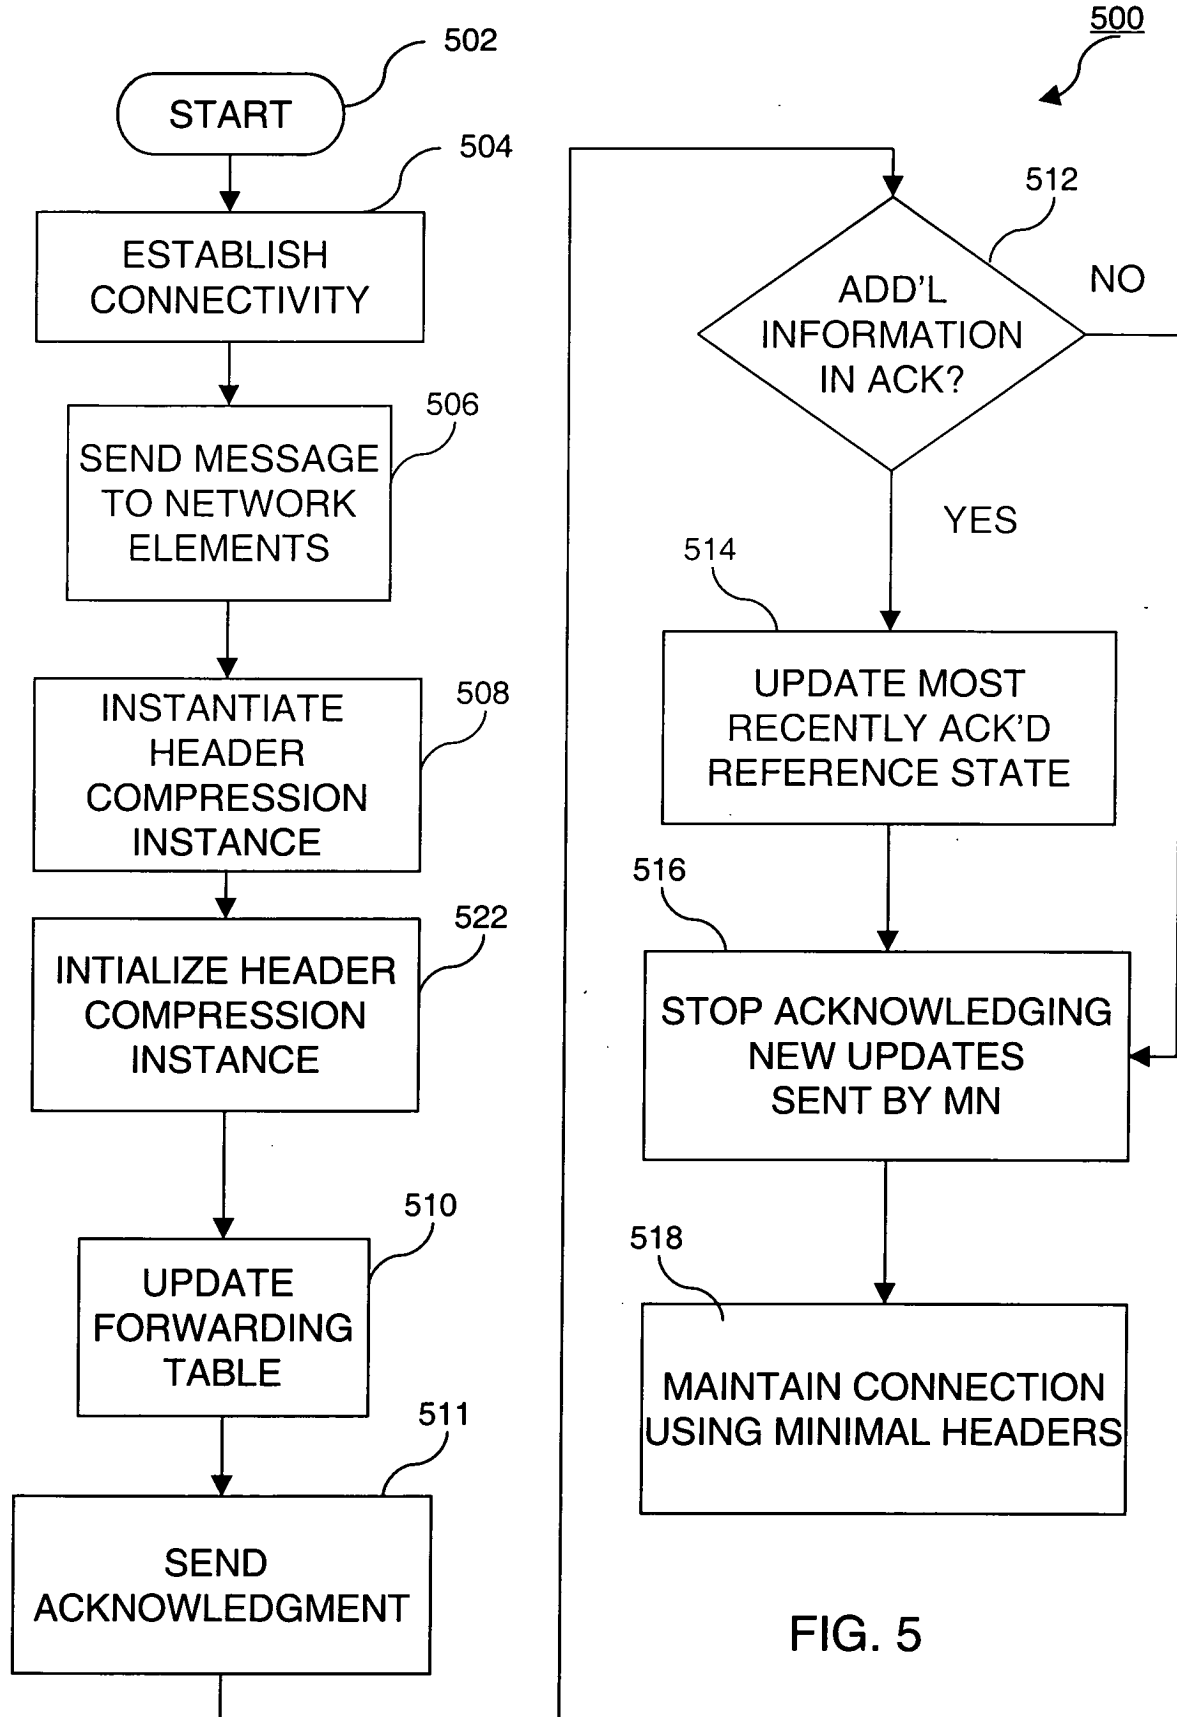 500
502
START
504
ESTABLISH
CONNECTIVITY
506
SEND MESSAGE
TO NETWORK
ELEMENTS
508
INSTANTIATE
HEADER
COMPRESSION
INSTANCE
522
INTIALIZE HEADER
COMPRESSION
INSTANCE
510
UPDATE
FORWARDING
TABLE
511
SEND
ACKNOWLEDGMENT
512
ADD'L
INFORMATION
IN ACK?
NO
YES
514
UPDATE MOST
RECENTLY ACK'D
REFERENCE STATE
516
STOP ACKNOWLEDGING
NEW UPDATES
SENT BY MN
518
MAINTAIN CONNECTION
USING MINIMAL HEADERS
FIG. 5